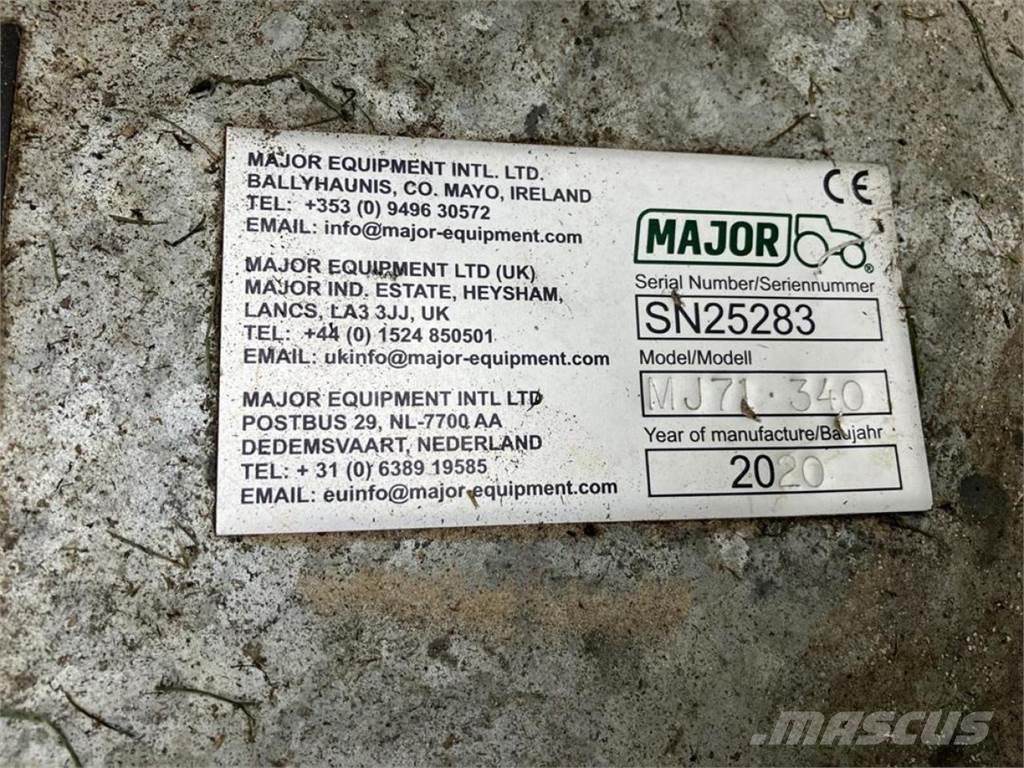 MAJOR EQUIPMENT INTL. LTD.
BALLYHAUNIS, CO. MAYO, IRELAND
TEL: +353 (0) 9496 30572
EMAIL: info@major-equipment.com
MAJOR EQUIPMENT LTD (UK)
MAJOR IND. ESTATE, HEYSHAM,
LANCS, LA3 3JJ, UK
TEL: +44 (0) 1524 850501
EMAIL: ukinfo@major-equipment.com
MAJOR EQUIPMENT INTL LTD
POSTBUS 29, NL-7700 AA
DEDEMSVAART, NEDERLAND
TEL: + 31 (0) 6389 19585
EMAIL: euinfo@major-equipment.com
CE
MAJOR
®
Serial Number/Seriennummer
SN25283
Model/Modell
MJ71·340
Year of manufacture/Baujahr
2020
MASCUS